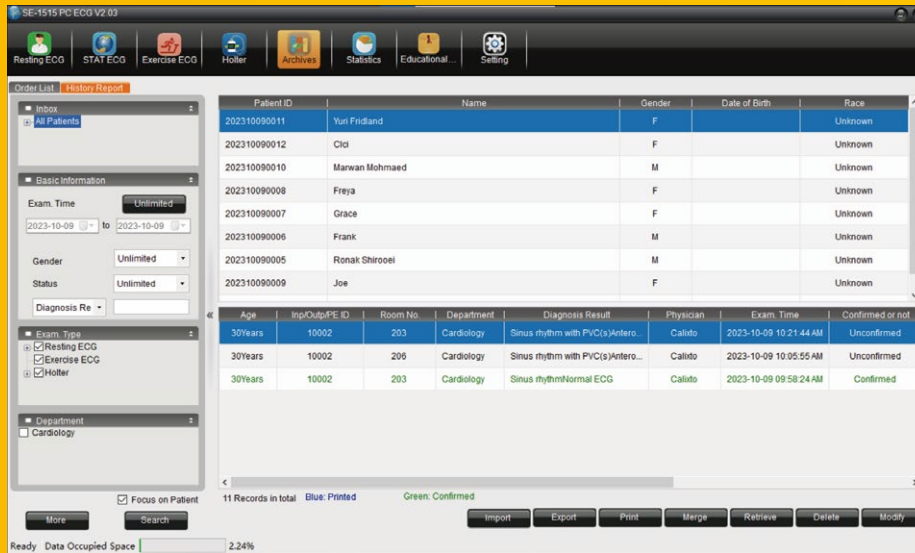 SE-1515 PC ECG V2.03
Resting ECG STAT ECG Exercise ECG Holter Archives Statistics Educational... Setting
Order List History Report
Inbox
All Patients
Basic Information
Exam. Time Unlimited
2023-10-09 to 2023-10-09
Gender Unlimited
Status Unlimited
Diagnosis Re
Exam. Type
Resting ECG
Exercise ECG
Holter
Department
Cardiology
Focus on Patient
More Search
Patient ID Name Gender Date of Birth Race
202310090011 Yuri Fridland F Unknown
202310090012 Clci F Unknown
202310090010 Marwan Mohmaed M Unknown
202310090008 Freya F Unknown
202310090007 Grace F Unknown
202310090006 Frank M Unknown
202310090005 Ronak Shirooei M Unknown
202310090009 Joe F Unknown
Age Inp/Outp/PE ID Room No. Department Diagnosis Result Physician Exam. Time Confirmed or not
30Years 10002 203 Cardiology Sinus rhythm with PVC(s)Antero... Calixto 2023-10-09 10:21:44 AM Unconfirmed
30Years 10002 206 Cardiology Sinus rhythm with PVC(s)Antero... Calixto 2023-10-09 10:05:55 AM Unconfirmed
30Years 10002 203 Cardiology Sinus rhythmNormal ECG Calixto 2023-10-09 09:58:24 AM Confirmed
11 Records in total Blue: Printed Green: Confirmed
Import Export Print Merge Retrieve Delete Modify
Ready Data Occupied Space 2.24%